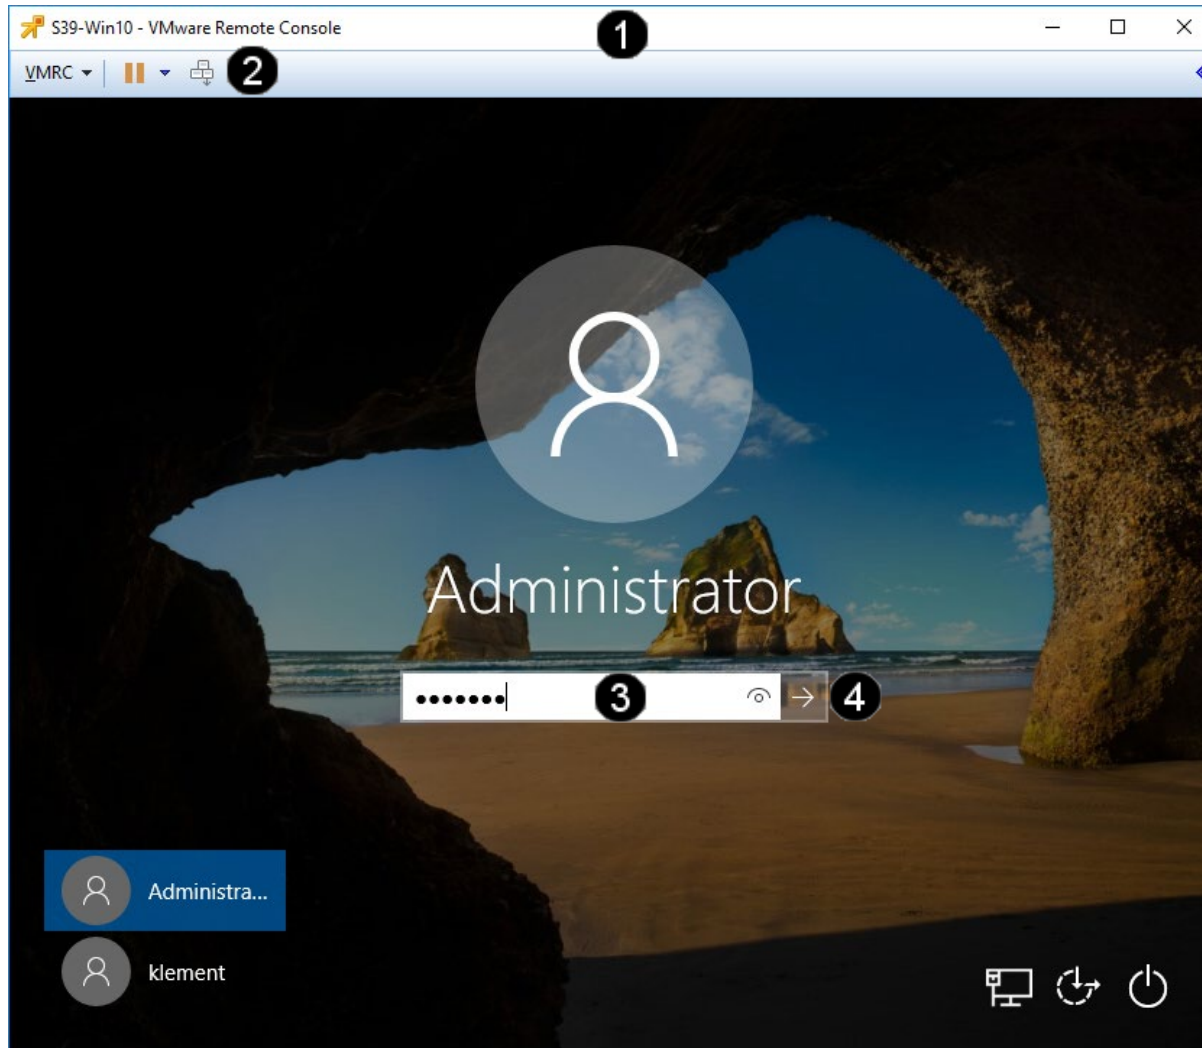 S39-Win10 - VMware Remote Console
1
VMRC
2
Administrator
•••••••
3
4
Administra...
klement